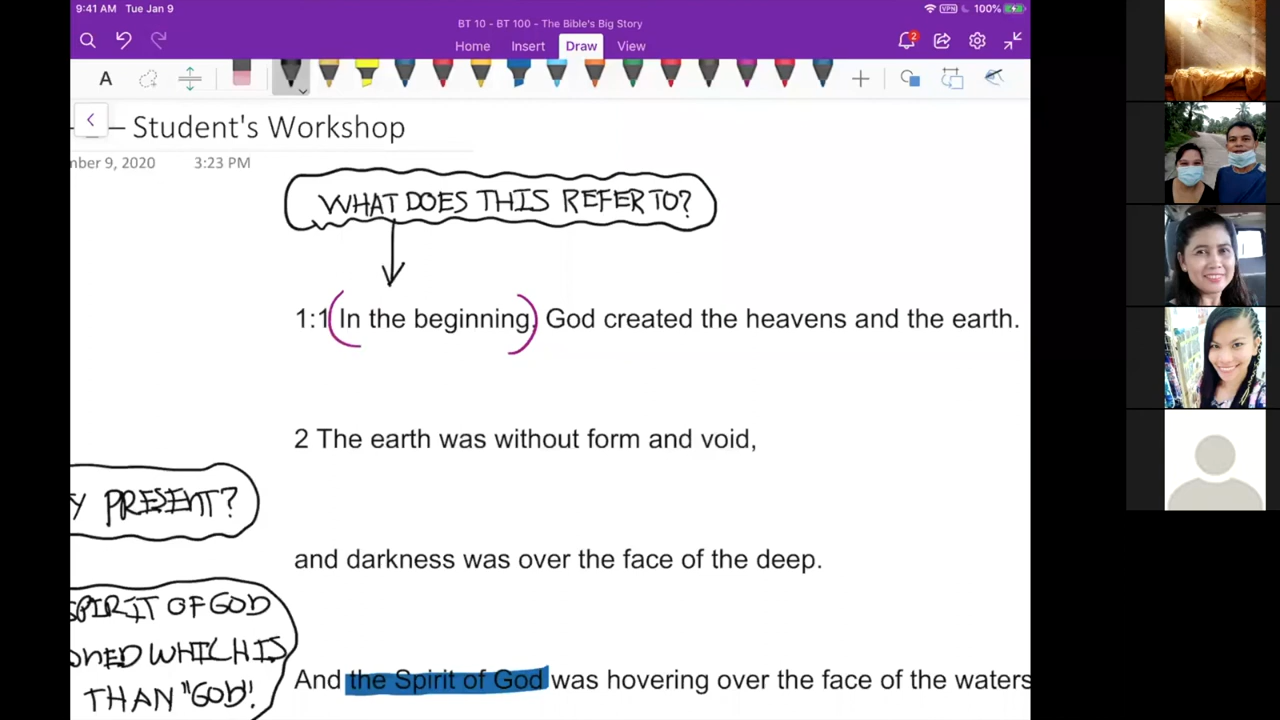 9:41 AM Tue Jan 9
VPN 100%
BT 10 - BT 100 - The Bible's Big Story
Home Insert Draw View
2
A
– Student's Workshop
mber 9, 2020 3:23 PM
WHAT DOES THIS REFER TO?
1:1 In the beginning, God created the heavens and the earth.
2 The earth was without form and void,
Y PRESENT?
and darkness was over the face of the deep.
SPIRIT OF GOD
WHICH IS
THAN "GOD!
And the Spirit of God was hovering over the face of the waters